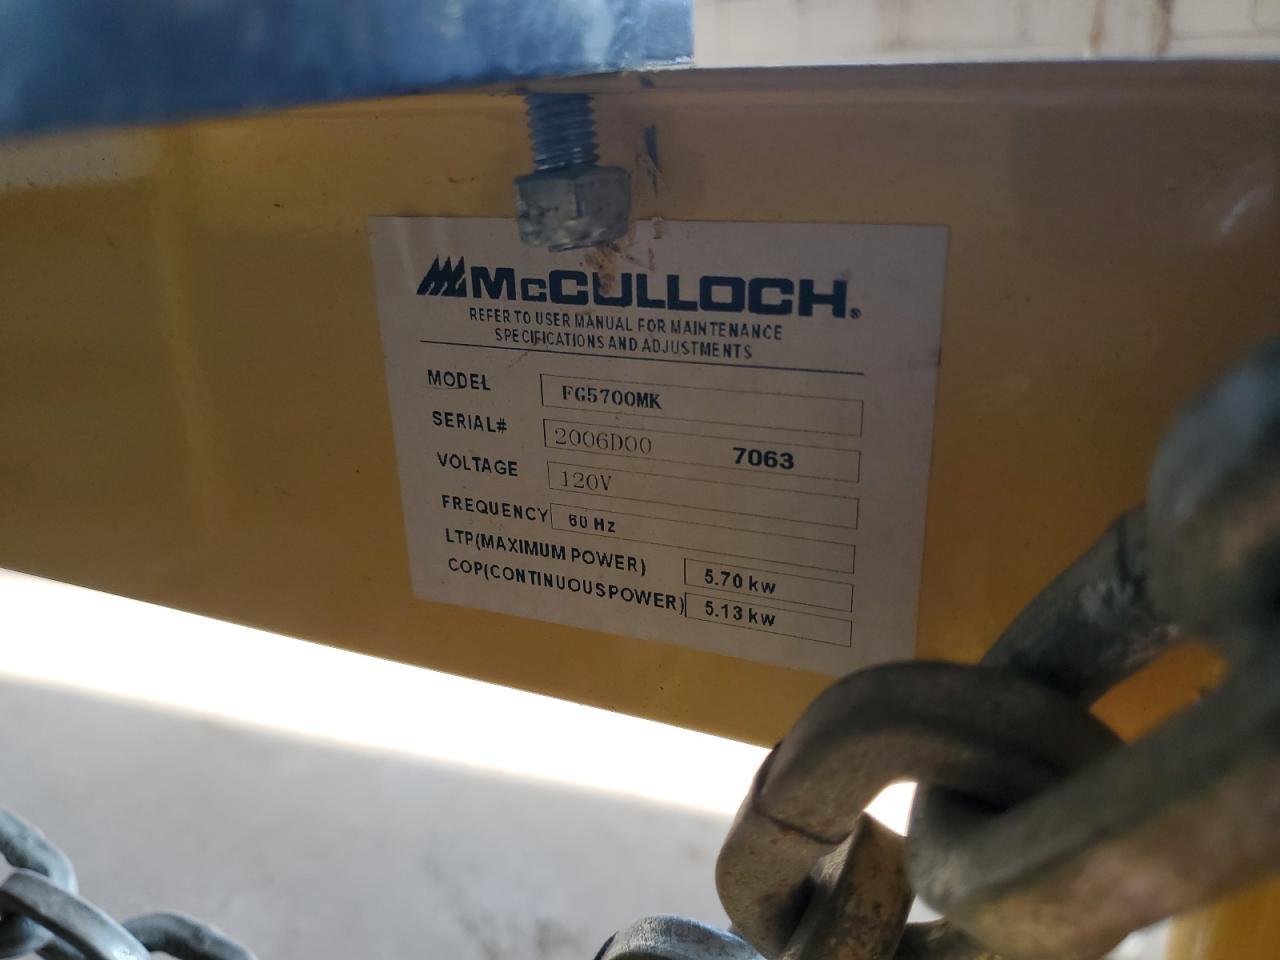 McCULLOCH®
REFER TO USER MANUAL FOR MAINTENANCE
SPECIFICATIONS AND ADJUSTMENTS
MODEL FG5700MK
SERIAL# 2006D00 7063
VOLTAGE 120V
FREQUENCY 60 Hz
LTP(MAXIMUM POWER) 5.70 kw
COP(CONTINUOUSPOWER) 5.13 kw